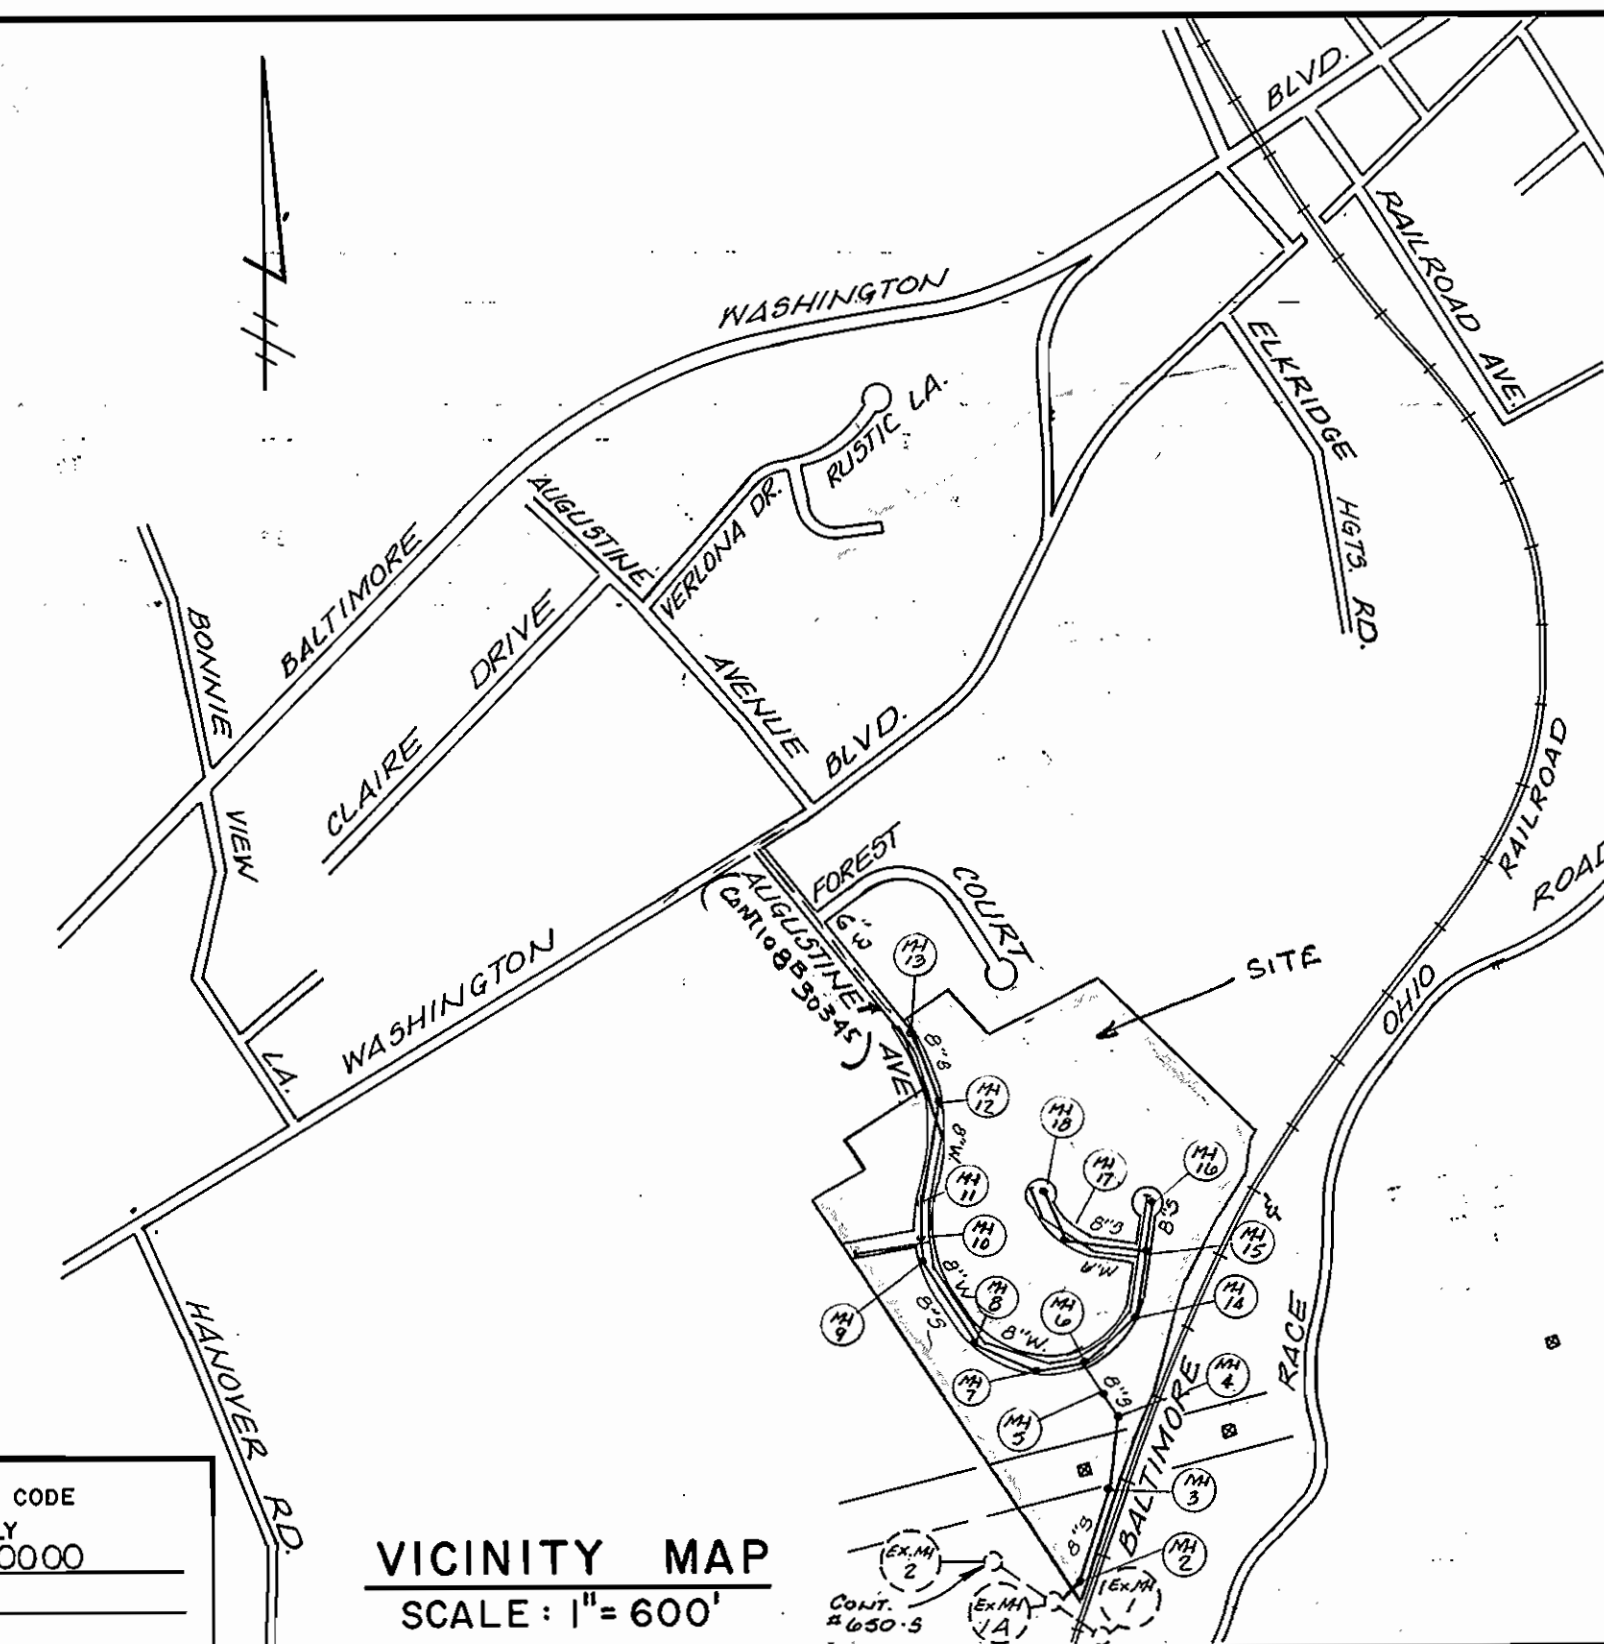 BLVD.
RAILROAD AVE.
WASHINGTON
ELKRIDGE
HGTS. RD.
RUSTIC LA.
AUGUSTINE
VERLONA DR.
BALTIMORE
BONNIE
VIEW
LA.
CLAIRE DRIVE
AVENUE
BLVD.
WASHINGTON
FOREST
COURT
6" W
AUGUSTINE
AVE.
SITE
RAILROAD
ROAD
OHIO
RACE
BALTIMORE
HANOVER
RD.
MH
13
8"S
MH
12
8"W
MH
18
MH
17
MH
16
MH
11
8"S
8"S
MH
10
MH
15
8"W
MH
8
MH
14
MH
6
8"S
MH
9
8"W.
MH
7
MH
4
8"S
MH
5
MH
3
8"S
MH
2
EX.MH
2
EX.MH
1
EX.MH
1A
CONT.
#650-S
CODE
LY
0000
VICINITY MAP
SCALE: 1"=600'